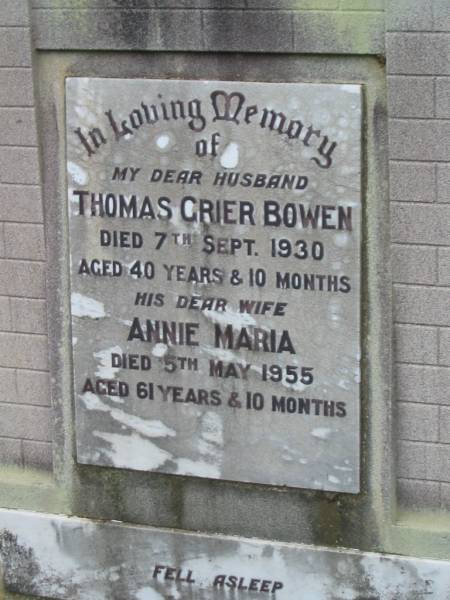 In Loving Memory
of
MY DEAR HUSBAND
THOMAS GRIER BOWEN
DIED 7TH SEPT. 1930
AGED 40 YEARS & 10 MONTHS
HIS DEAR WIFE
ANNIE MARIA
DIED 5TH MAY 1955
AGED 61 YEARS & 10 MONTHS
FELL ASLEEP